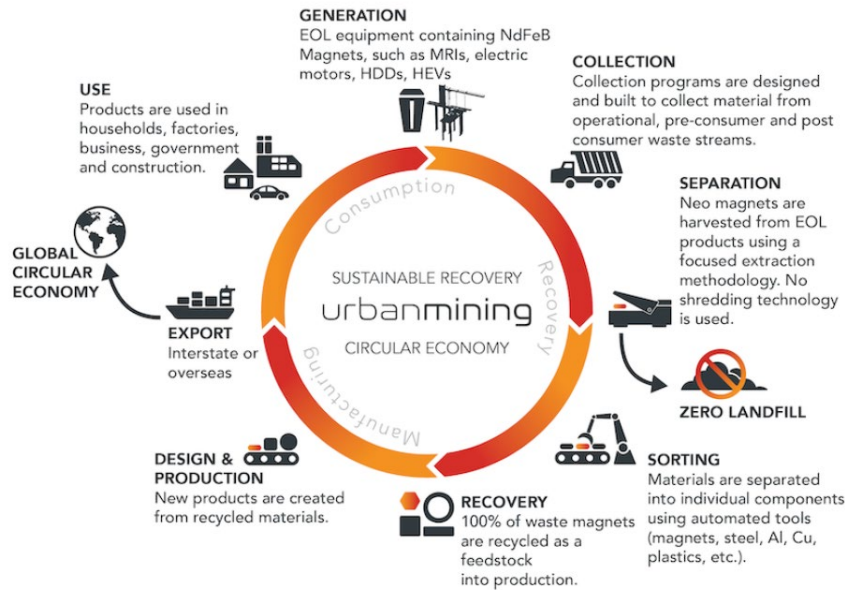 GENERATION
EOL equipment containing NdFeB
Magnets, such as MRIs, electric
motors, HDDs, HEVs
COLLECTION
Collection programs are designed
and built to collect material from
operational, pre-consumer and post
consumer waste streams.
SEPARATION
Neo magnets are
harvested from EOL
products using a
focused extraction
methodology. No
shredding technology
is used.
ZERO LANDFILL
SORTING
Materials are separated
into individual components
using automated tools
(magnets, steel, Al, Cu,
plastics, etc.).
RECOVERY
100% of waste magnets
are recycled as a
feedstock
into production.
DESIGN &
PRODUCTION
New products are created
from recycled materials.
EXPORT
Interstate or
overseas
GLOBAL
CIRCULAR
ECONOMY
USE
Products are used in
households, factories,
business, government
and construction.
Consumption
Recovery
Manufacturing
SUSTAINABLE RECOVERY
urbanmining
CIRCULAR ECONOMY